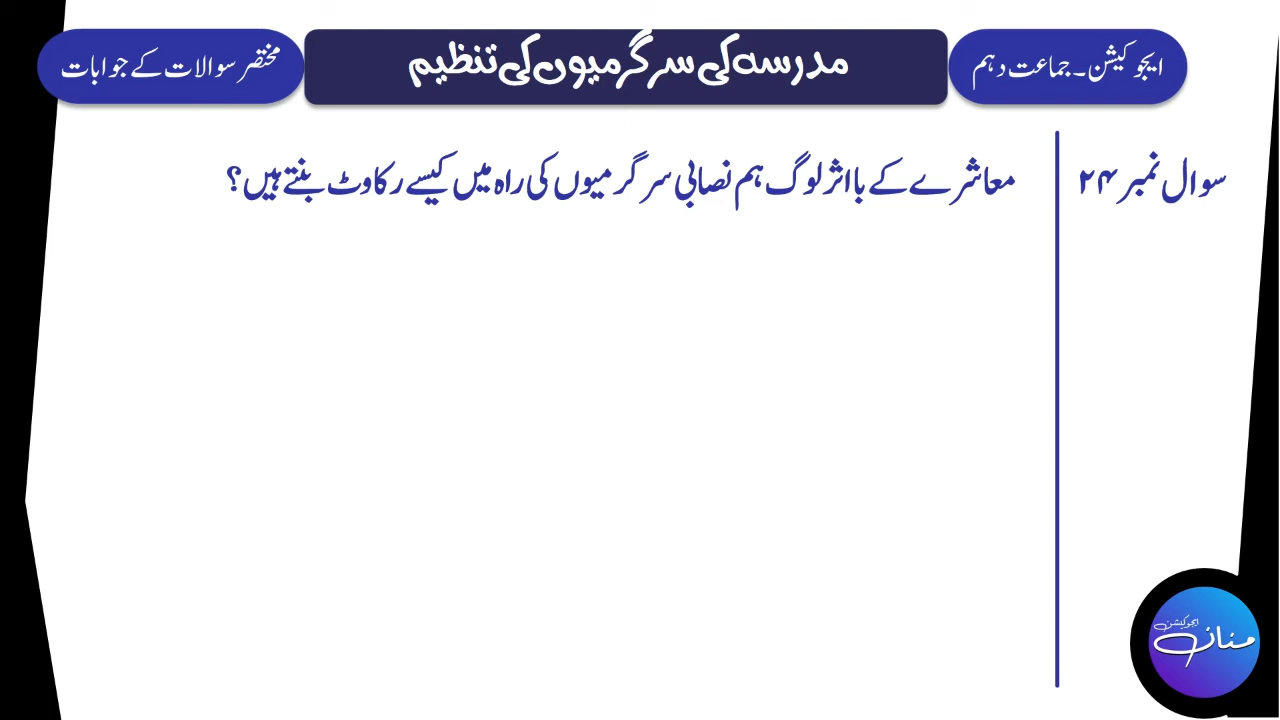 ایجوکیشن۔ جماعت دہم
مدرسہ کی سرگرمیوں کی تنظیم
مختصر سوالات کے جوابات
سوال نمبر ۲۴
معاشرے کے بااثر لوگ ہم نصابی سرگرمیوں کی راہ میں کیسے رکاوٹ بنتے ہیں؟
ایجوکیشن